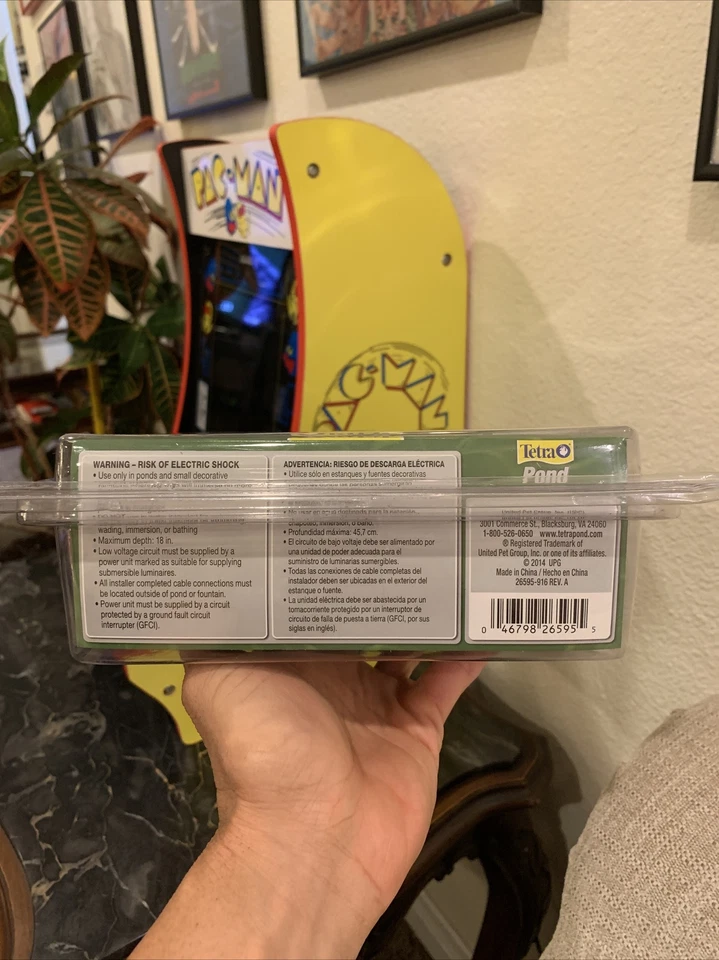 PAC-MAN
PAC-MAN
WARNING – RISK OF ELECTRIC SHOCK
• Use only in ponds and small decorative
wading, immersion, or bathing
• Maximum depth: 18 in.
• Low voltage circuit must be supplied by a
power unit marked as suitable for supplying
submersible luminaires.
• All installer completed cable connections must
be located outside of pond or fountain.
• Power unit must be supplied by a circuit
protected by a ground fault circuit
interrupter (GFCI).
ADVERTENCIA: RIESGO DE DESCARGA ELÉCTRICA
• Utilice sólo en estanques y fuentes decorativas
chapoteo, inmersión, o baño.
• Profundidad máxima: 45,7 cm.
• El circuito de bajo voltaje debe ser alimentado por
una unidad de poder adecuada para el
suministro de luminarias sumergibles.
• Todas las conexiones de cable completas del
instalador deben ser ubicadas en el exterior del
estanque o fuente.
• La unidad eléctrica debe ser abastecida por un
tomacorriente protegido por un interruptor de
circuito de falla de puesta a tierra (GFCI, por sus
siglas en inglés).
Tetra
Pond
3001 Commerce St., Blacksburg, VA 24060
1-800-526-0650 www.tetrapond.com
® Registered Trademark of
United Pet Group, Inc. or one of its affiliates.
© 2014 UPG
Made in China / Hecho en China
26595-916 REV. A
0 46798 26595 5